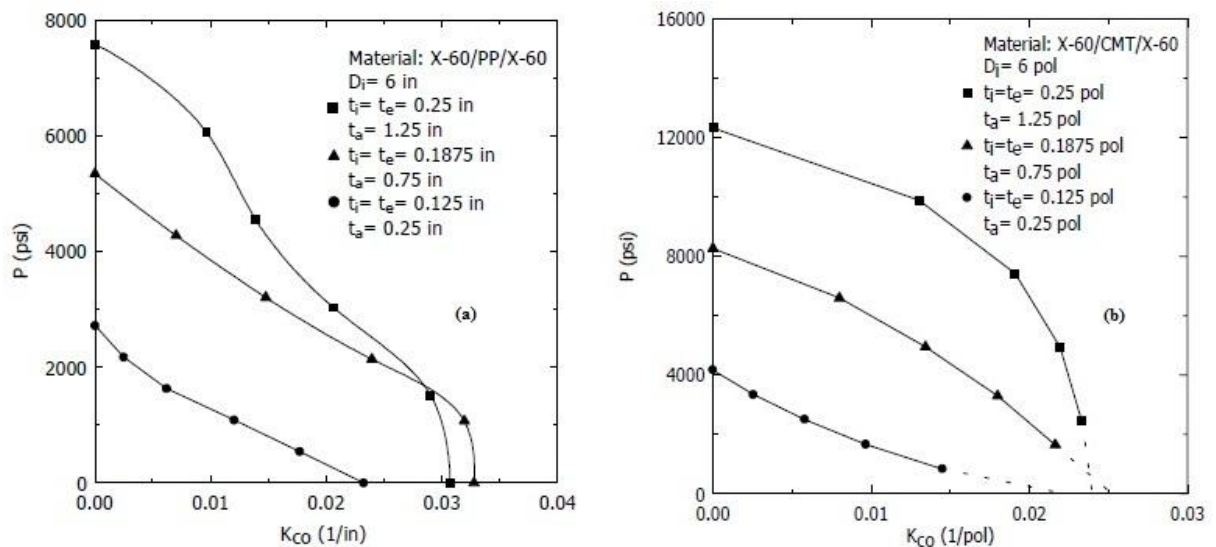 8000
6000
4000
2000
0
P (psi)
0.00
0.01
0.02
0.03
0.04
KCO (1/in)
Material: X-60/PP/X-60
Di= 6 in
ti= te= 0.25 in
ta= 1.25 in
ti= te= 0.1875 in
ta= 0.75 in
ti= te= 0.125 in
ta= 0.25 in
(a)
16000
12000
8000
4000
0
P (psi)
0.00
0.01
0.02
0.03
KCO (1/pol)
Material: X-60/CMT/X-60
Di= 6 pol
ti=te= 0.25 pol
ta= 1.25 pol
ti=te= 0.1875 pol
ta= 0.75 pol
ti=te= 0.125 pol
ta= 0.25 pol
(b)